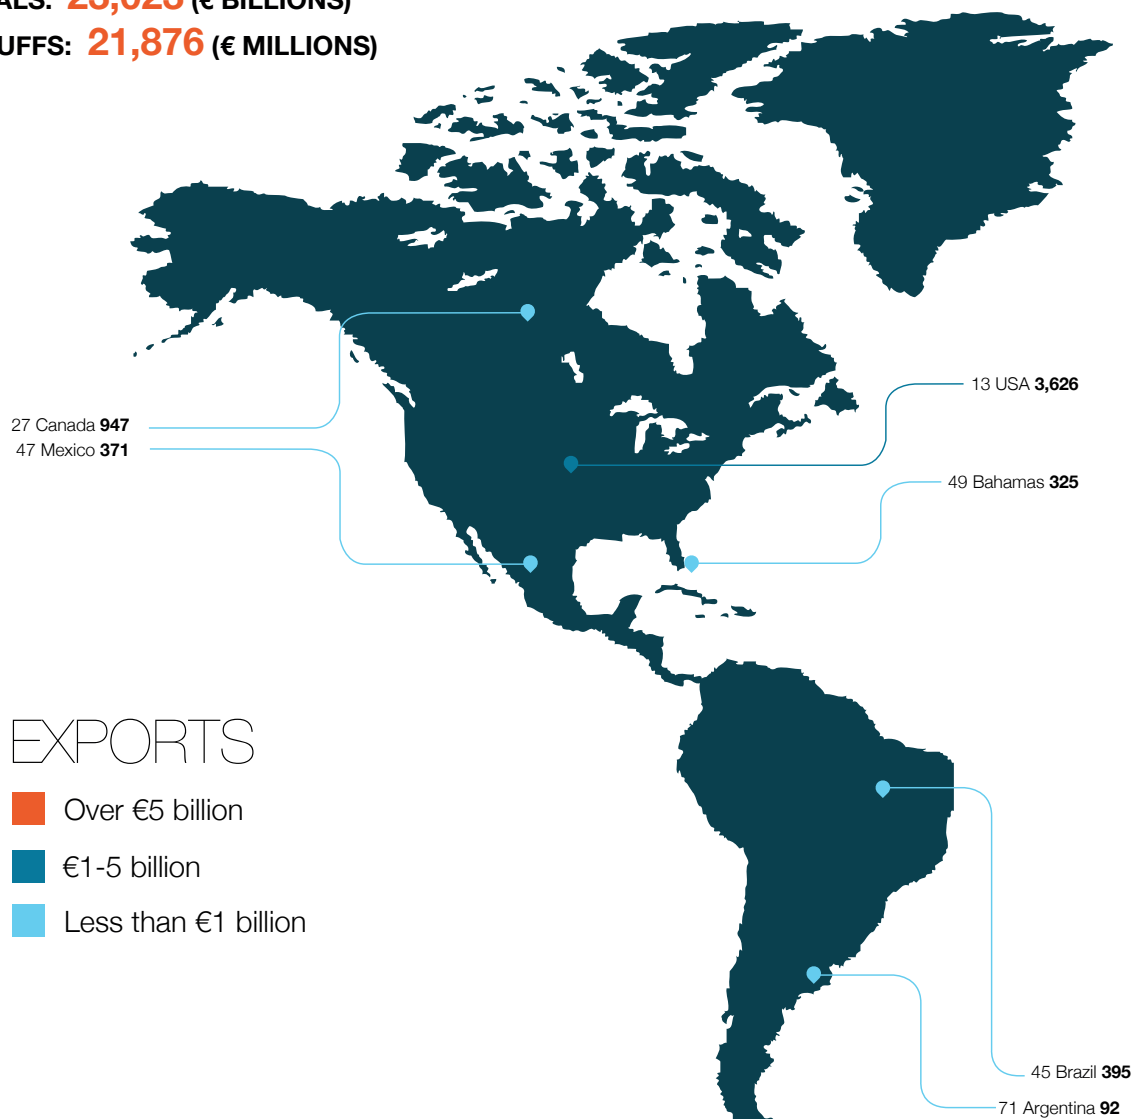 (€ BILLIONS)
21,876 (€ MILLIONS)
13 USA 3,626
27 Canada 947
47 Mexico 371
49 Bahamas 325
EXPORTS
Over €5 billion
€1-5 billion
Less than €1 billion
45 Brazil 395
71 Argentina 92